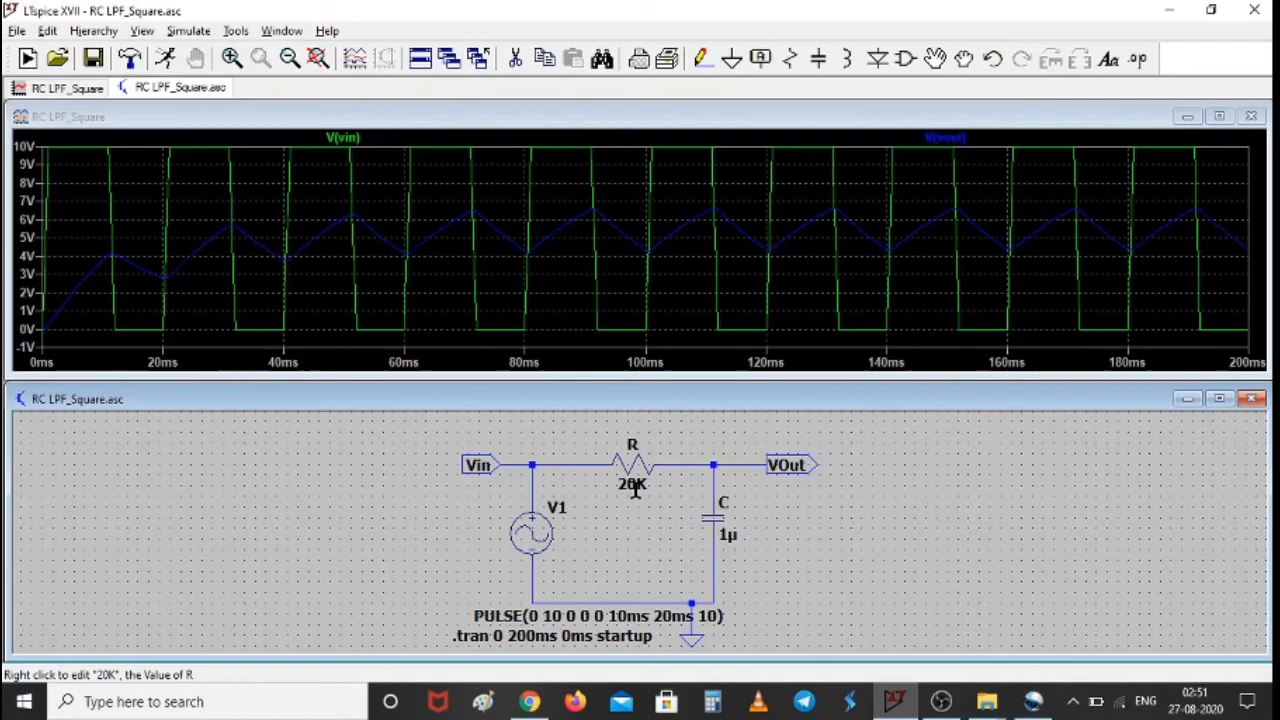 LTspice XVII - RC LPF_Square.asc
File Edit Hierarchy View Simulate Tools Window Help
RC LPF_Square RC LPF_Square.asc
RC LPF_Square
V(vin) V(vout)
10V
9V
8V
7V
6V
5V
4V
3V
2V
1V
0V
-1V
0ms 20ms 40ms 60ms 80ms 100ms 120ms 140ms 160ms 180ms 200ms
RC LPF_Square.asc
R
Vin VOut
20K
V1 C
1µ
PULSE(0 10 0 0 0 10ms 20ms 10)
.tran 0 200ms 0ms startup
Right click to edit "20K", the Value of R
Type here to search
ENG
02:51
27-08-2020